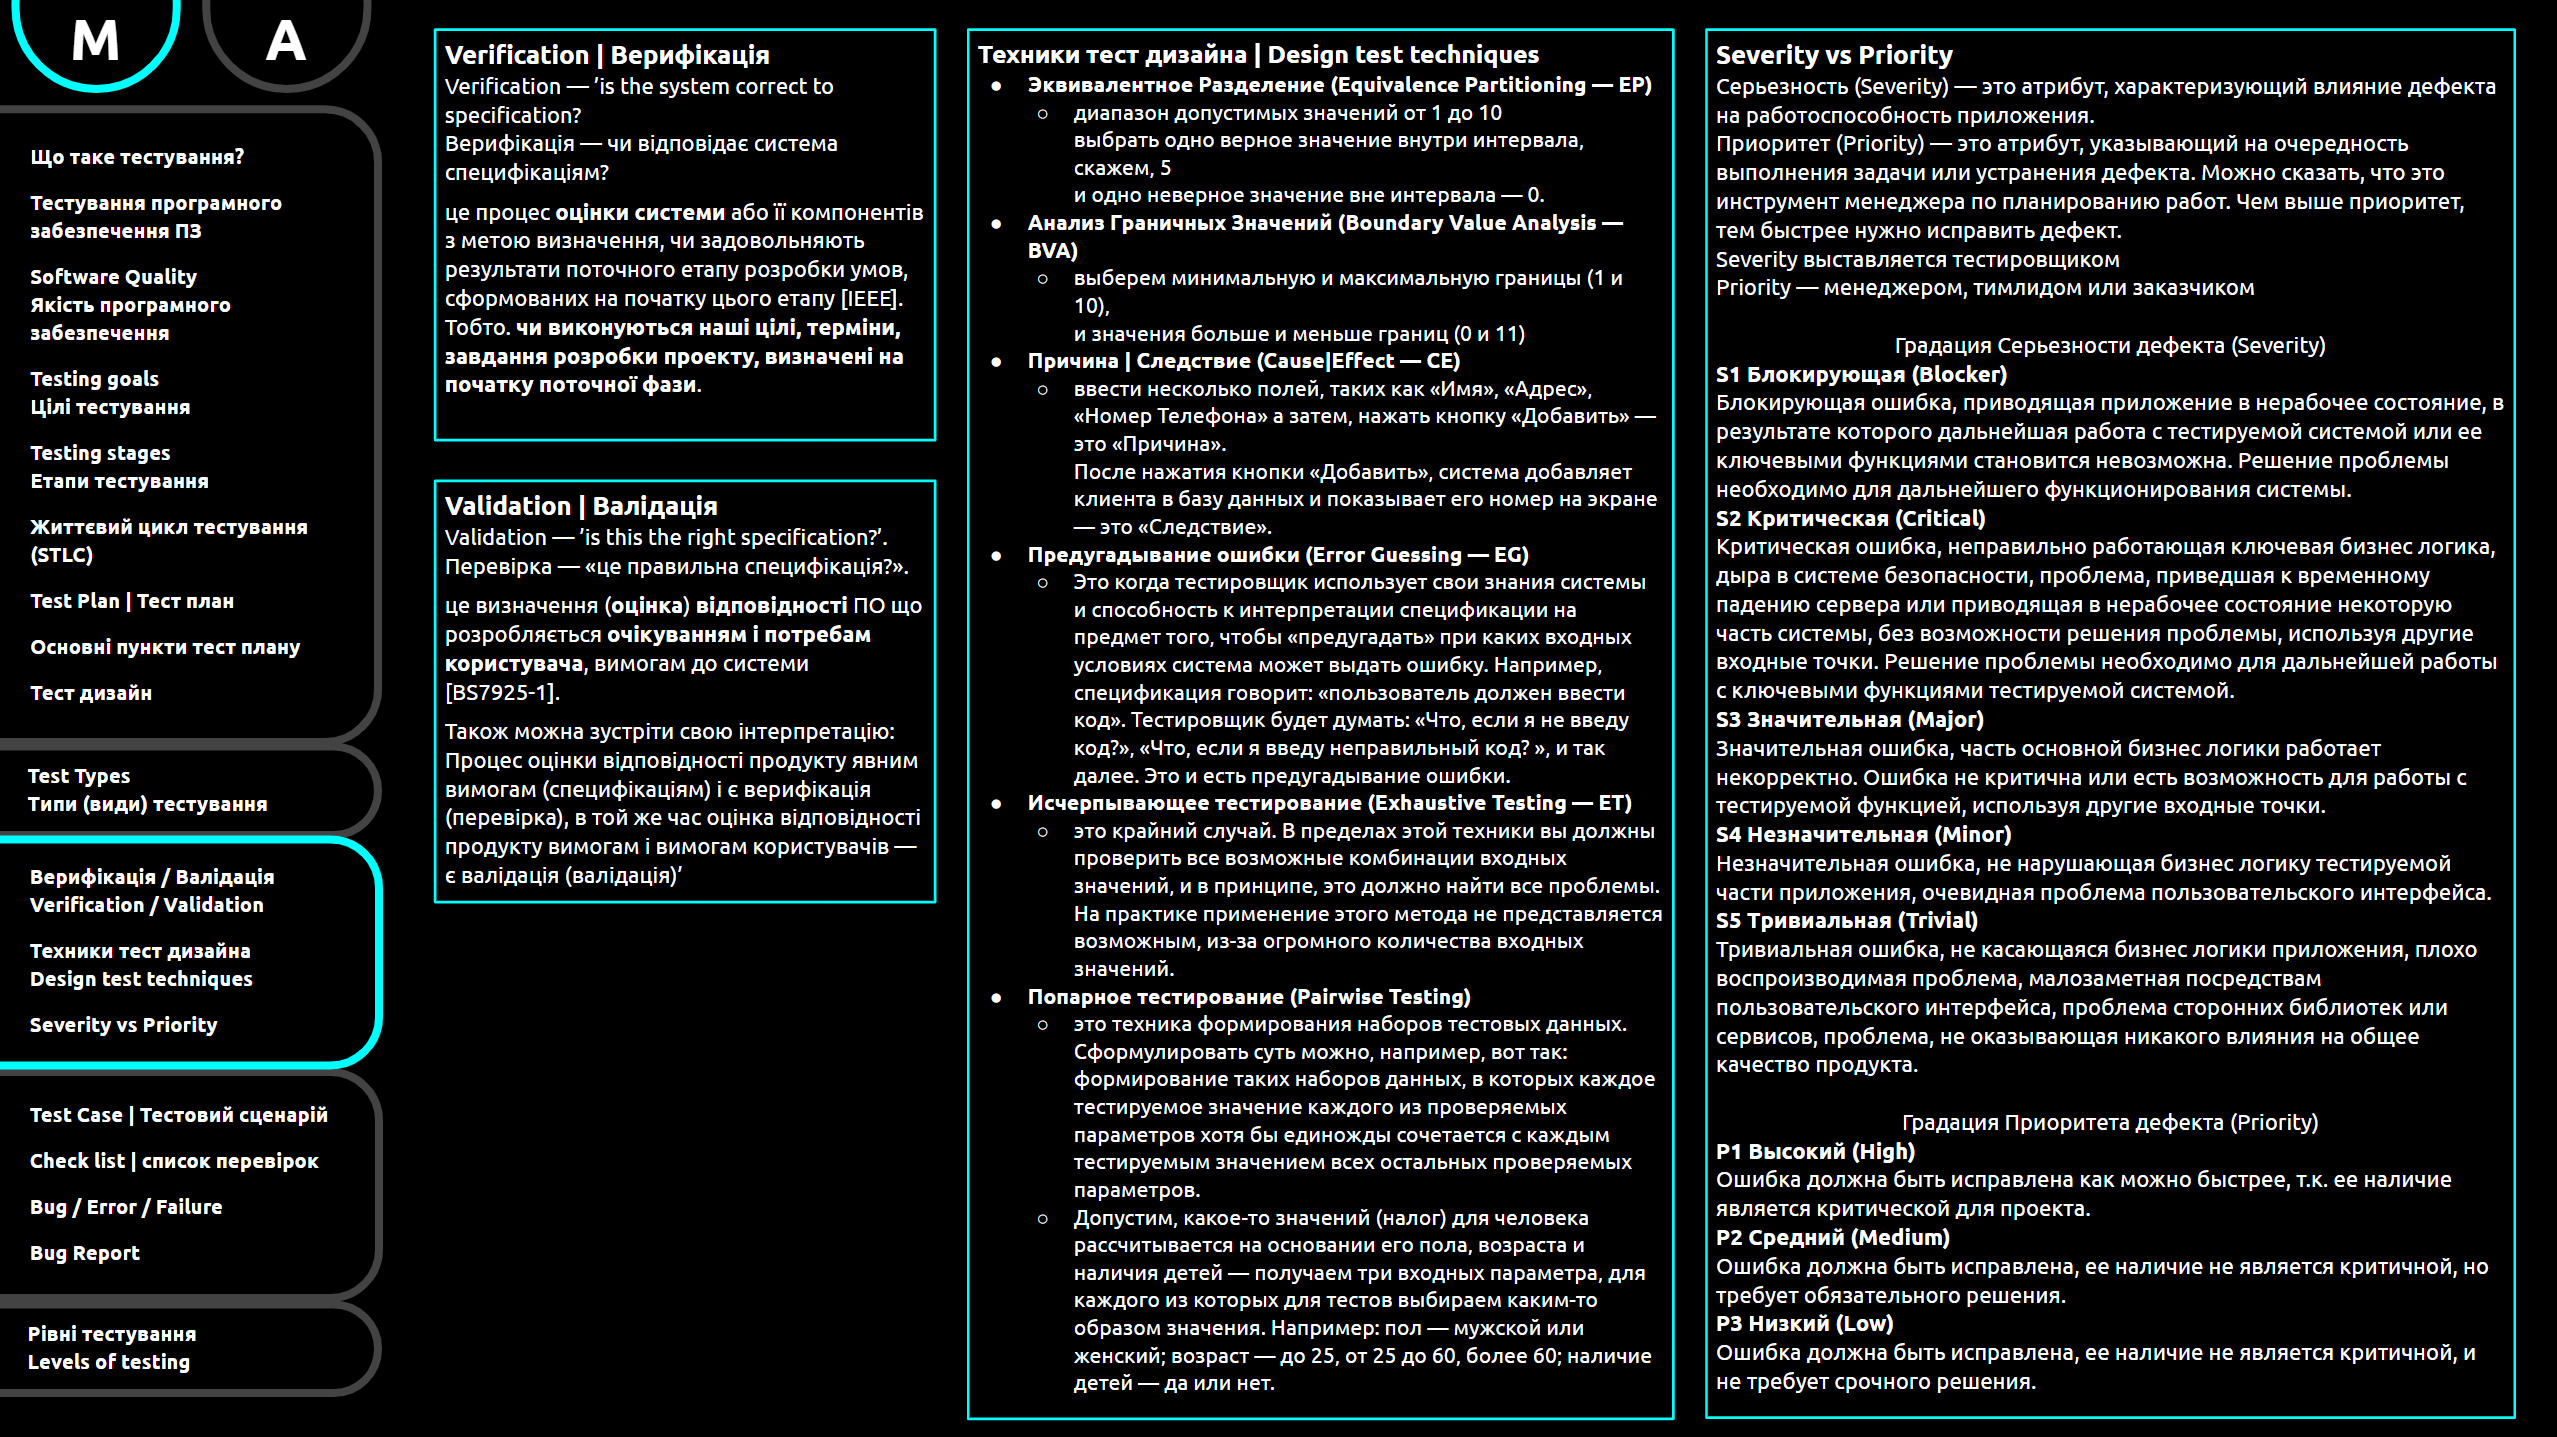 M
A
Що таке тестування?
Тестування програмного
забезпечення ПЗ
Software Quality
Якість програмного
забезпечення
Testing goals
Цілі тестування
Testing stages
Етапи тестування
Життєвий цикл тестування
(STLC)
Test Plan | Тест план
Основні пункти тест плану
Тест дизайн
Test Types
Типи (види) тестування
Верифікація / Валідація
Verification / Validation
Техники тест дизайна
Design test techniques
Severity vs Priority
Test Case | Тестовий сценарій
Check list | список перевірок
Bug / Error / Failure
Bug Report
Рівні тестування
Levels of testing
Verification | Верифікація
Verification — 'is the system correct to
specification?
Верифікація — чи відповідає система
специфікаціям?
це процес оцінки системи або її компонентів
з метою визначення, чи задовольняють
результати поточного етапу розробки умов,
сформованих на початку цього етапу [IEEE].
Тобто. чи виконуються наші цілі, терміни,
завдання розробки проекту, визначені на
початку поточної фази.
Validation | Валідація
Validation — 'is this the right specification?'.
Перевірка — «це правильна специфікація?».
це визначення (оцінка) відповідності ПО що
розробляється очікуванням і потребам
користувача, вимогам до системи
[BS7925-1].
Також можна зустріти свою інтерпретацію:
Процес оцінки відповідності продукту явним
вимогам (специфікаціям) і є верифікація
(перевірка), в той же час оцінка відповідності
продукту вимогам і вимогам користувачів —
є валідація (валідація)'
Техники тест дизайна | Design test techniques
● Эквивалентное Разделение (Equivalence Partitioning — EP)
○ диапазон допустимых значений от 1 до 10
выбрать одно верное значение внутри интервала,
скажем, 5
и одно неверное значение вне интервала — 0.
● Анализ Граничных Значений (Boundary Value Analysis —
BVA)
○ выберем минимальную и максимальную границы (1 и
10),
и значения больше и меньше границ (0 и 11)
● Причина | Следствие (Cause|Effect — CE)
○ ввести несколько полей, таких как «Имя», «Адрес»,
«Номер Телефона» а затем, нажать кнопку «Добавить» —
это «Причина».
После нажатия кнопки «Добавить», система добавляет
клиента в базу данных и показывает его номер на экране
— это «Следствие».
● Предугадывание ошибки (Error Guessing — EG)
○ Это когда тестировщик использует свои знания системы
и способность к интерпретации спецификации на
предмет того, чтобы «предугадать» при каких входных
условиях система может выдать ошибку. Например,
спецификация говорит: «пользователь должен ввести
код». Тестировщик будет думать: «Что, если я не введу
код?», «Что, если я введу неправильный код? », и так
далее. Это и есть предугадывание ошибки.
● Исчерпывающее тестирование (Exhaustive Testing — ET)
○ это крайний случай. В пределах этой техники вы должны
проверить все возможные комбинации входных
значений, и в принципе, это должно найти все проблемы.
На практике применение этого метода не представляется
возможным, из-за огромного количества входных
значений.
● Попарное тестирование (Pairwise Testing)
○ это техника формирования наборов тестовых данных.
Сформулировать суть можно, например, вот так:
формирование таких наборов данных, в которых каждое
тестируемое значение каждого из проверяемых
параметров хотя бы единожды сочетается с каждым
тестируемым значением всех остальных проверяемых
параметров.
○ Допустим, какое-то значений (налог) для человека
рассчитывается на основании его пола, возраста и
наличия детей — получаем три входных параметра, для
каждого из которых для тестов выбираем каким-то
образом значения. Например: пол — мужской или
женский; возраст — до 25, от 25 до 60, более 60; наличие
детей — да или нет.
Severity vs Priority
Серьезность (Severity) — это атрибут, характеризующий влияние дефекта
на работоспособность приложения.
Приоритет (Priority) — это атрибут, указывающий на очередность
выполнения задачи или устранения дефекта. Можно сказать, что это
инструмент менеджера по планированию работ. Чем выше приоритет,
тем быстрее нужно исправить дефект.
Severity выставляется тестировщиком
Priority — менеджером, тимлидом или заказчиком
Градация Серьезности дефекта (Severity)
S1 Блокирующая (Blocker)
Блокирующая ошибка, приводящая приложение в нерабочее состояние, в
результате которого дальнейшая работа с тестируемой системой или ее
ключевыми функциями становится невозможна. Решение проблемы
необходимо для дальнейшего функционирования системы.
S2 Критическая (Critical)
Критическая ошибка, неправильно работающая ключевая бизнес логика,
дыра в системе безопасности, проблема, приведшая к временному
падению сервера или приводящая в нерабочее состояние некоторую
часть системы, без возможности решения проблемы, используя другие
входные точки. Решение проблемы необходимо для дальнейшей работы
с ключевыми функциями тестируемой системой.
S3 Значительная (Major)
Значительная ошибка, часть основной бизнес логики работает
некорректно. Ошибка не критична или есть возможность для работы с
тестируемой функцией, используя другие входные точки.
S4 Незначительная (Minor)
Незначительная ошибка, не нарушающая бизнес логику тестируемой
части приложения, очевидная проблема пользовательского интерфейса.
S5 Тривиальная (Trivial)
Тривиальная ошибка, не касающаяся бизнес логики приложения, плохо
воспроизводимая проблема, малозаметная посредствам
пользовательского интерфейса, проблема сторонних библиотек или
сервисов, проблема, не оказывающая никакого влияния на общее
качество продукта.
Градация Приоритета дефекта (Priority)
P1 Высокий (High)
Ошибка должна быть исправлена как можно быстрее, т.к. ее наличие
является критической для проекта.
P2 Средний (Medium)
Ошибка должна быть исправлена, ее наличие не является критичной, но
требует обязательного решения.
P3 Низкий (Low)
Ошибка должна быть исправлена, ее наличие не является критичной, и
не требует срочного решения.